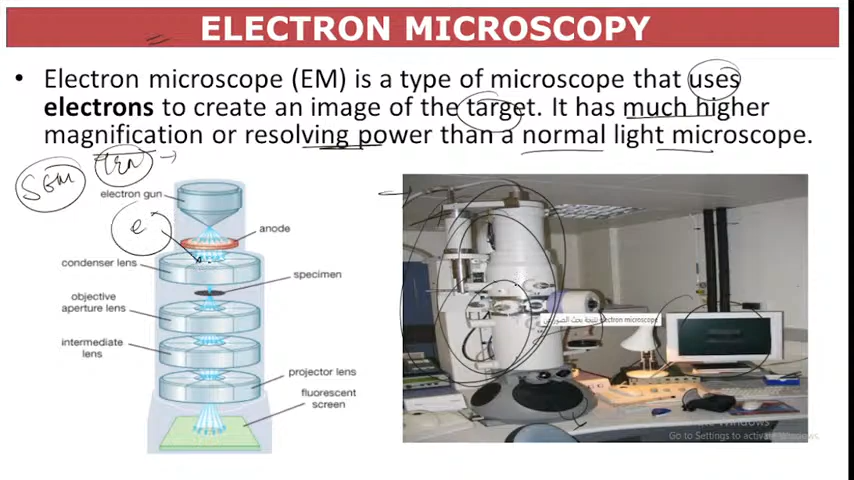 ELECTRON MICROSCOPY
• Electron microscope (EM) is a type of microscope that uses
electrons to create an image of the target. It has much higher
magnification or resolving power than a normal light microscope.
SEM
TEM
electron gun
e-
anode
condenser lens
specimen
objective
aperture lens
intermediate
lens
projector lens
fluorescent
screen
electron microscope
Go to Settings to activate Windows.